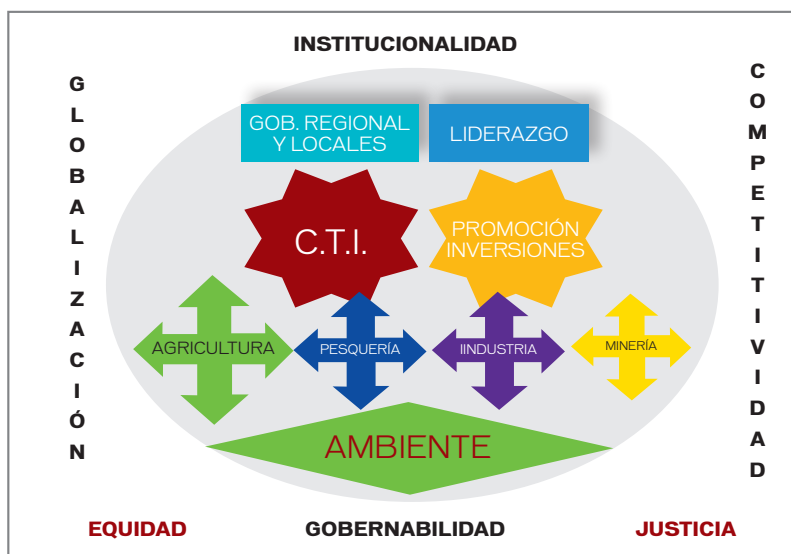 INSTITUCIONALIDAD
GLOBALIZACIÓN
COMPETITIVIDAD
GOB. REGIONAL
Y LOCALES
LIDERAZGO
C.T.I.
PROMOCIÓN
INVERSIONES
AGRICULTURA
PESQUERÍA
IINDUSTRIA
MINERÍA
AMBIENTE
EQUIDAD
GOBERNABILIDAD
JUSTICIA